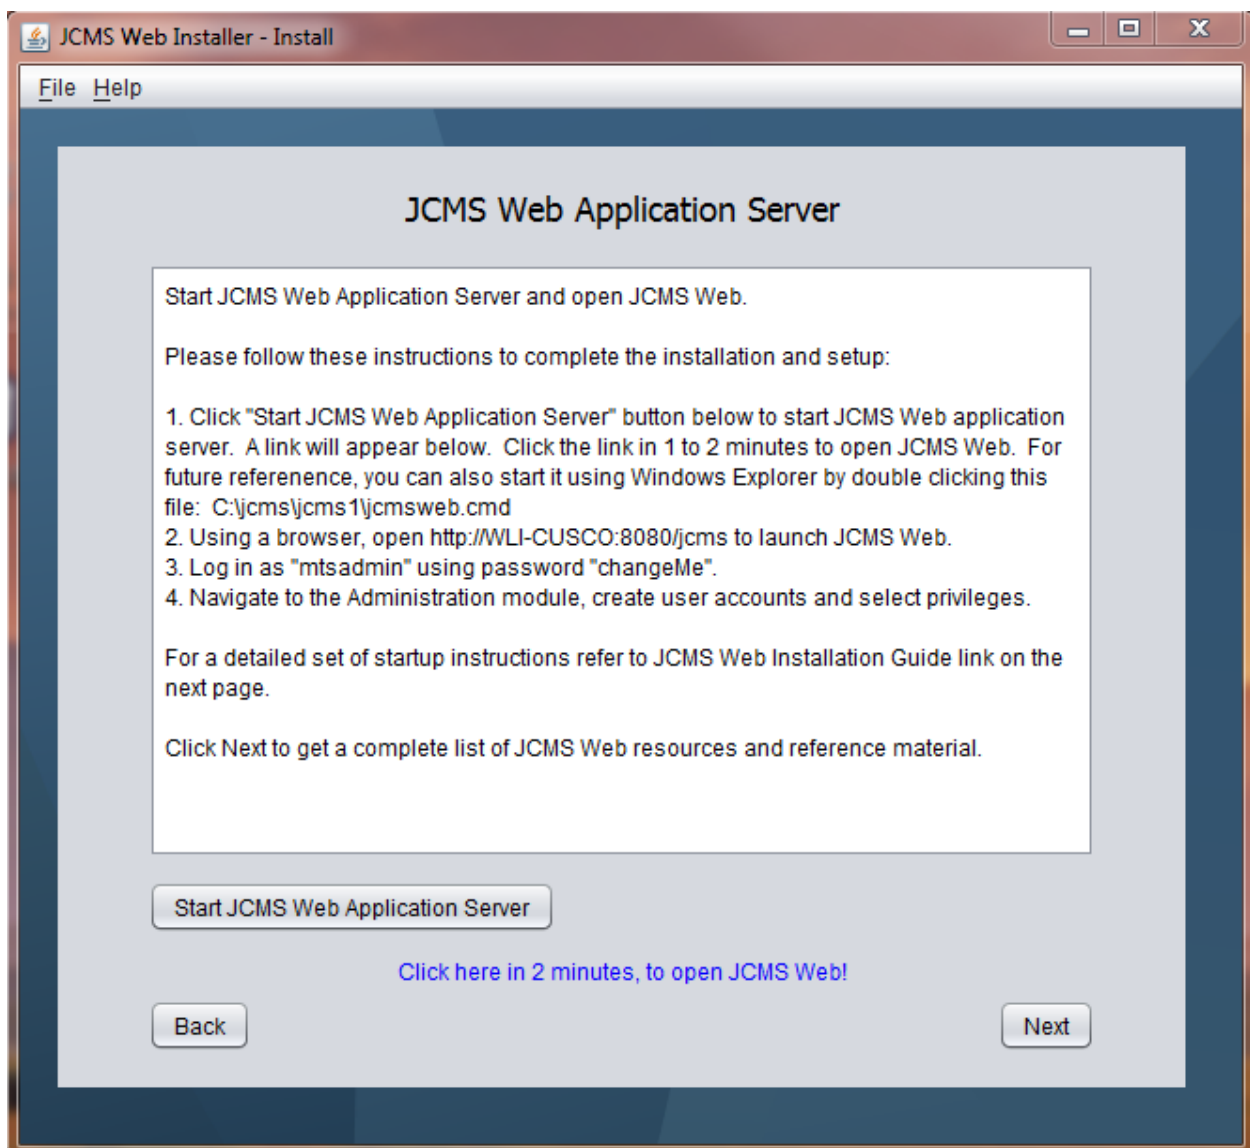 JCMS Web Installer - Install
File Help
JCMS Web Application Server
Start JCMS Web Application Server and open JCMS Web.
Please follow these instructions to complete the installation and setup:
1. Click "Start JCMS Web Application Server" button below to start JCMS Web application
server.  A link will appear below.  Click the link in 1 to 2 minutes to open JCMS Web.  For
future referenence, you can also start it using Windows Explorer by double clicking this
file:  C:\jcms\jcms1\jcmsweb.cmd
2. Using a browser, open http://WLI-CUSCO:8080/jcms to launch JCMS Web.
3. Log in as "mtsadmin" using password "changeMe".
4. Navigate to the Administration module, create user accounts and select privileges.
For a detailed set of startup instructions refer to JCMS Web Installation Guide link on the
next page.
Click Next to get a complete list of JCMS Web resources and reference material.
Start JCMS Web Application Server
Click here in 2 minutes, to open JCMS Web!
Back Next